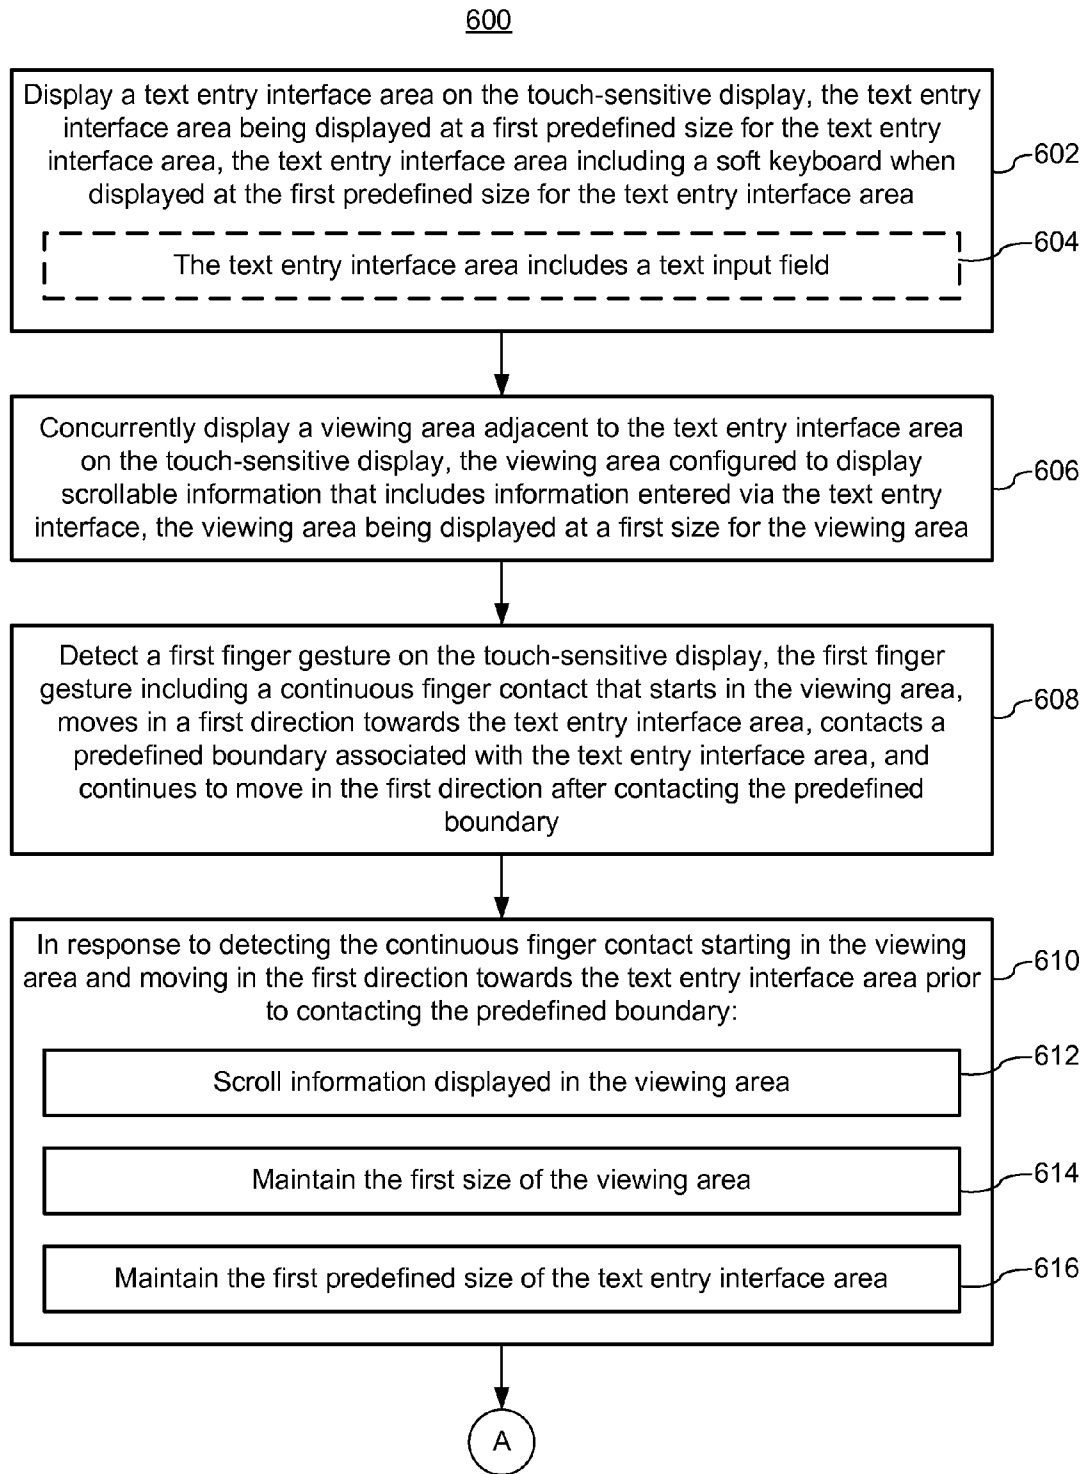 600
Display a text entry interface area on the touch-sensitive display, the text entry
interface area being displayed at a first predefined size for the text entry
interface area, the text entry interface area including a soft keyboard when
displayed at the first predefined size for the text entry interface area
602
604
The text entry interface area includes a text input field
Concurrently display a viewing area adjacent to the text entry interface area
on the touch-sensitive display, the viewing area configured to display
scrollable information that includes information entered via the text entry
interface, the viewing area being displayed at a first size for the viewing area
606
Detect a first finger gesture on the touch-sensitive display, the first finger
gesture including a continuous finger contact that starts in the viewing area,
moves in a first direction towards the text entry interface area, contacts a
predefined boundary associated with the text entry interface area, and
continues to move in the first direction after contacting the predefined
boundary
608
In response to detecting the continuous finger contact starting in the viewing
area and moving in the first direction towards the text entry interface area prior
to contacting the predefined boundary:
610
Scroll information displayed in the viewing area
612
Maintain the first size of the viewing area
614
Maintain the first predefined size of the text entry interface area
616
A